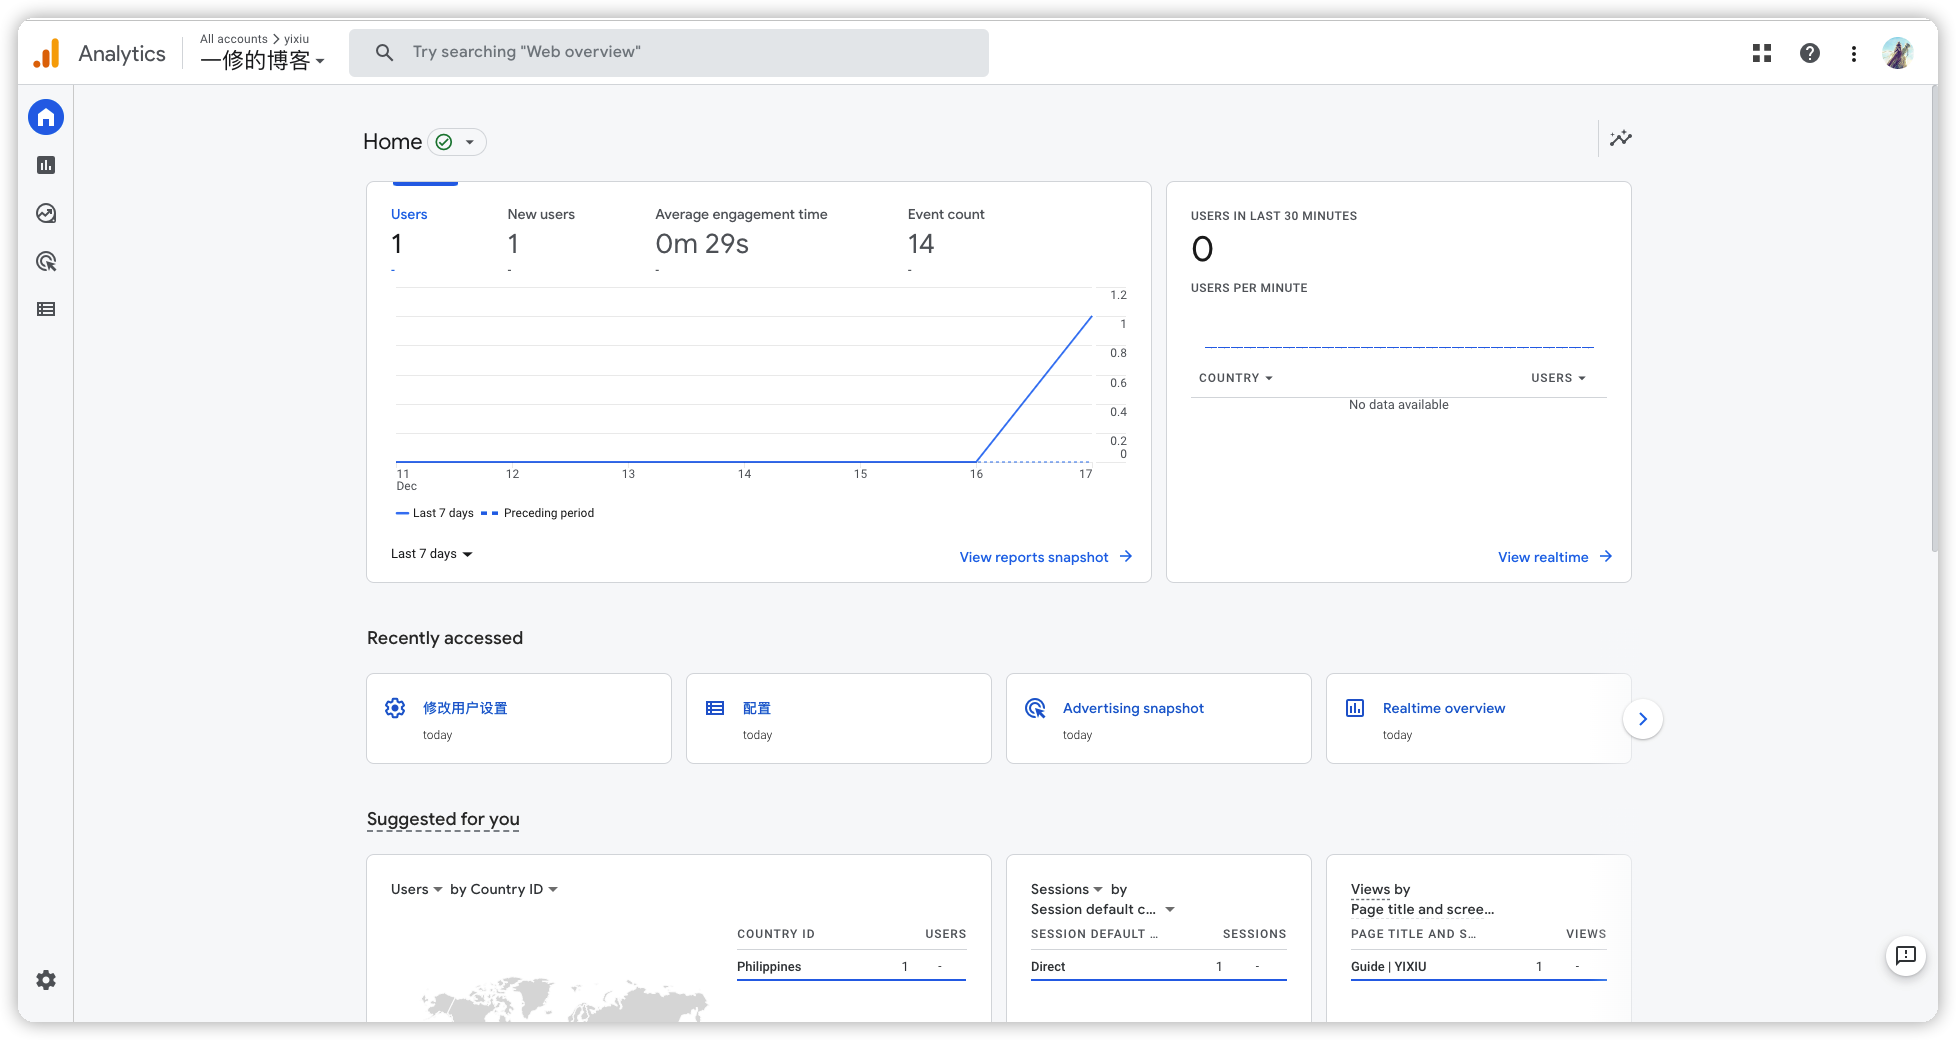 Analytics
All accounts > yixiu
一修的博客
Try searching "Web overview"
Home
Users
1
-
New users
1
-
Average engagement time
0m 29s
-
Event count
14
-
1.2
1
0.8
0.6
0.4
0.2
0
11
Dec
12
13
14
15
16
17
Last 7 days
Preceding period
Last 7 days
View reports snapshot
USERS IN LAST 30 MINUTES
0
USERS PER MINUTE
COUNTRY
USERS
No data available
View realtime
Recently accessed
修改用户设置
today
配置
today
Advertising snapshot
today
Realtime overview
today
Suggested for you
Users by Country ID
COUNTRY ID USERS
Philippines 1 -
Sessions by
Session default c...
SESSION DEFAULT ... SESSIONS
Direct 1 -
Views by
Page title and scree...
PAGE TITLE AND S... VIEWS
Guide | YIXIU 1 -